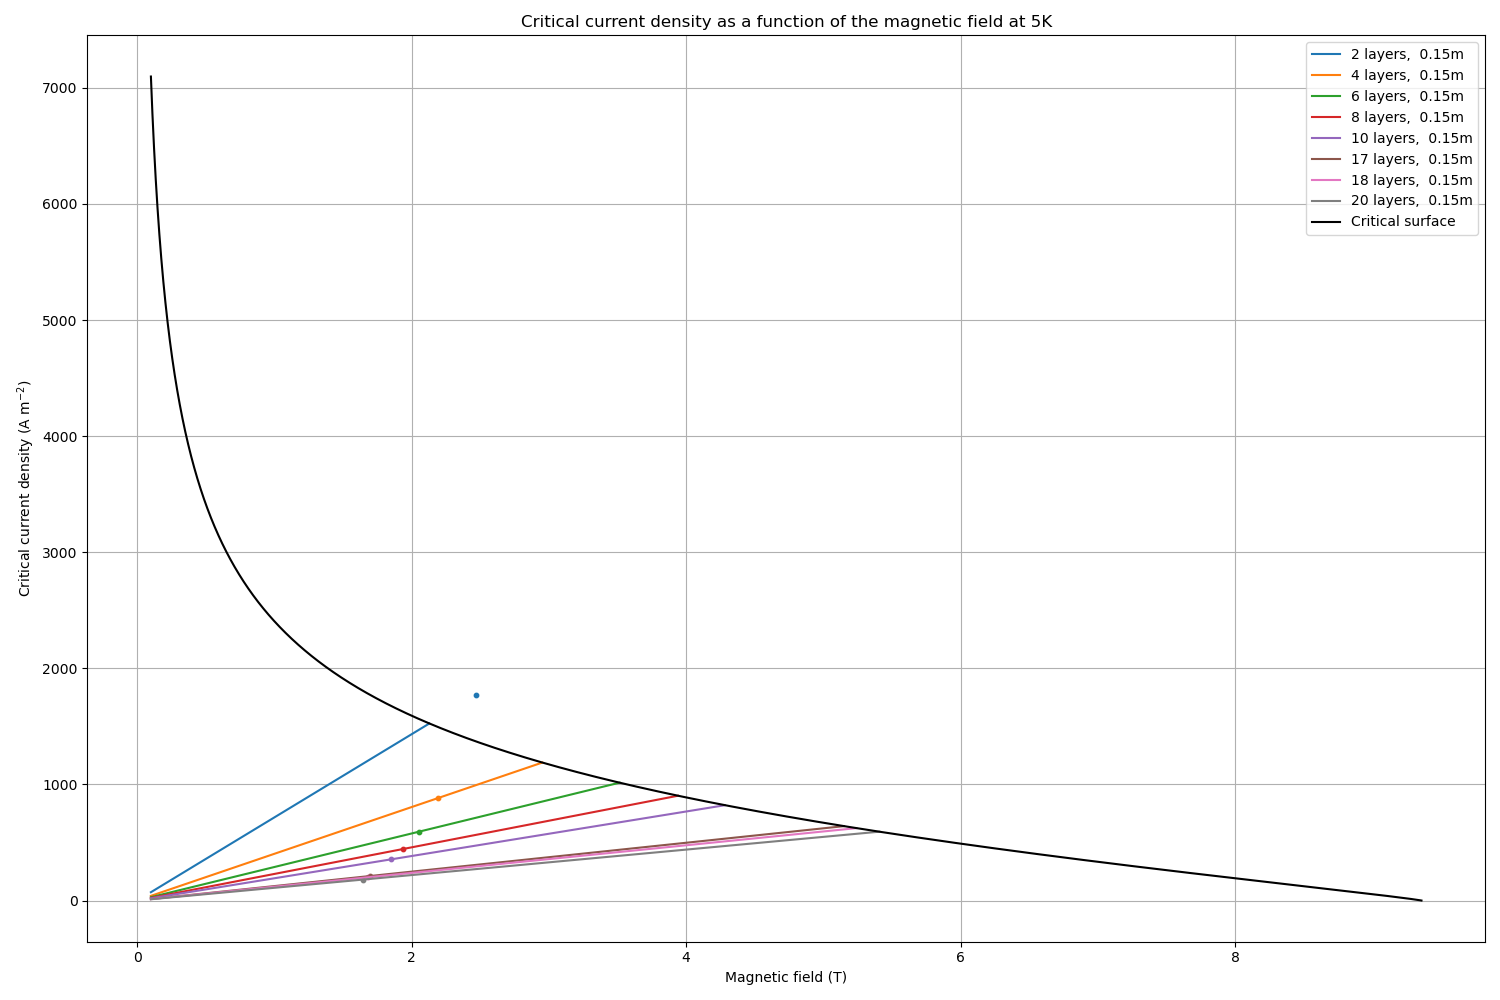 Critical current density as a function of the magnetic field at 5K
2 layers,  0.15m
4 layers,  0.15m
6 layers,  0.15m
8 layers,  0.15m
10 layers,  0.15m
17 layers,  0.15m
18 layers,  0.15m
20 layers,  0.15m
Critical surface
7000
6000
5000
4000
3000
2000
1000
0
Critical current density (A m⁻²)
0 2 4 6 8
Magnetic field (T)